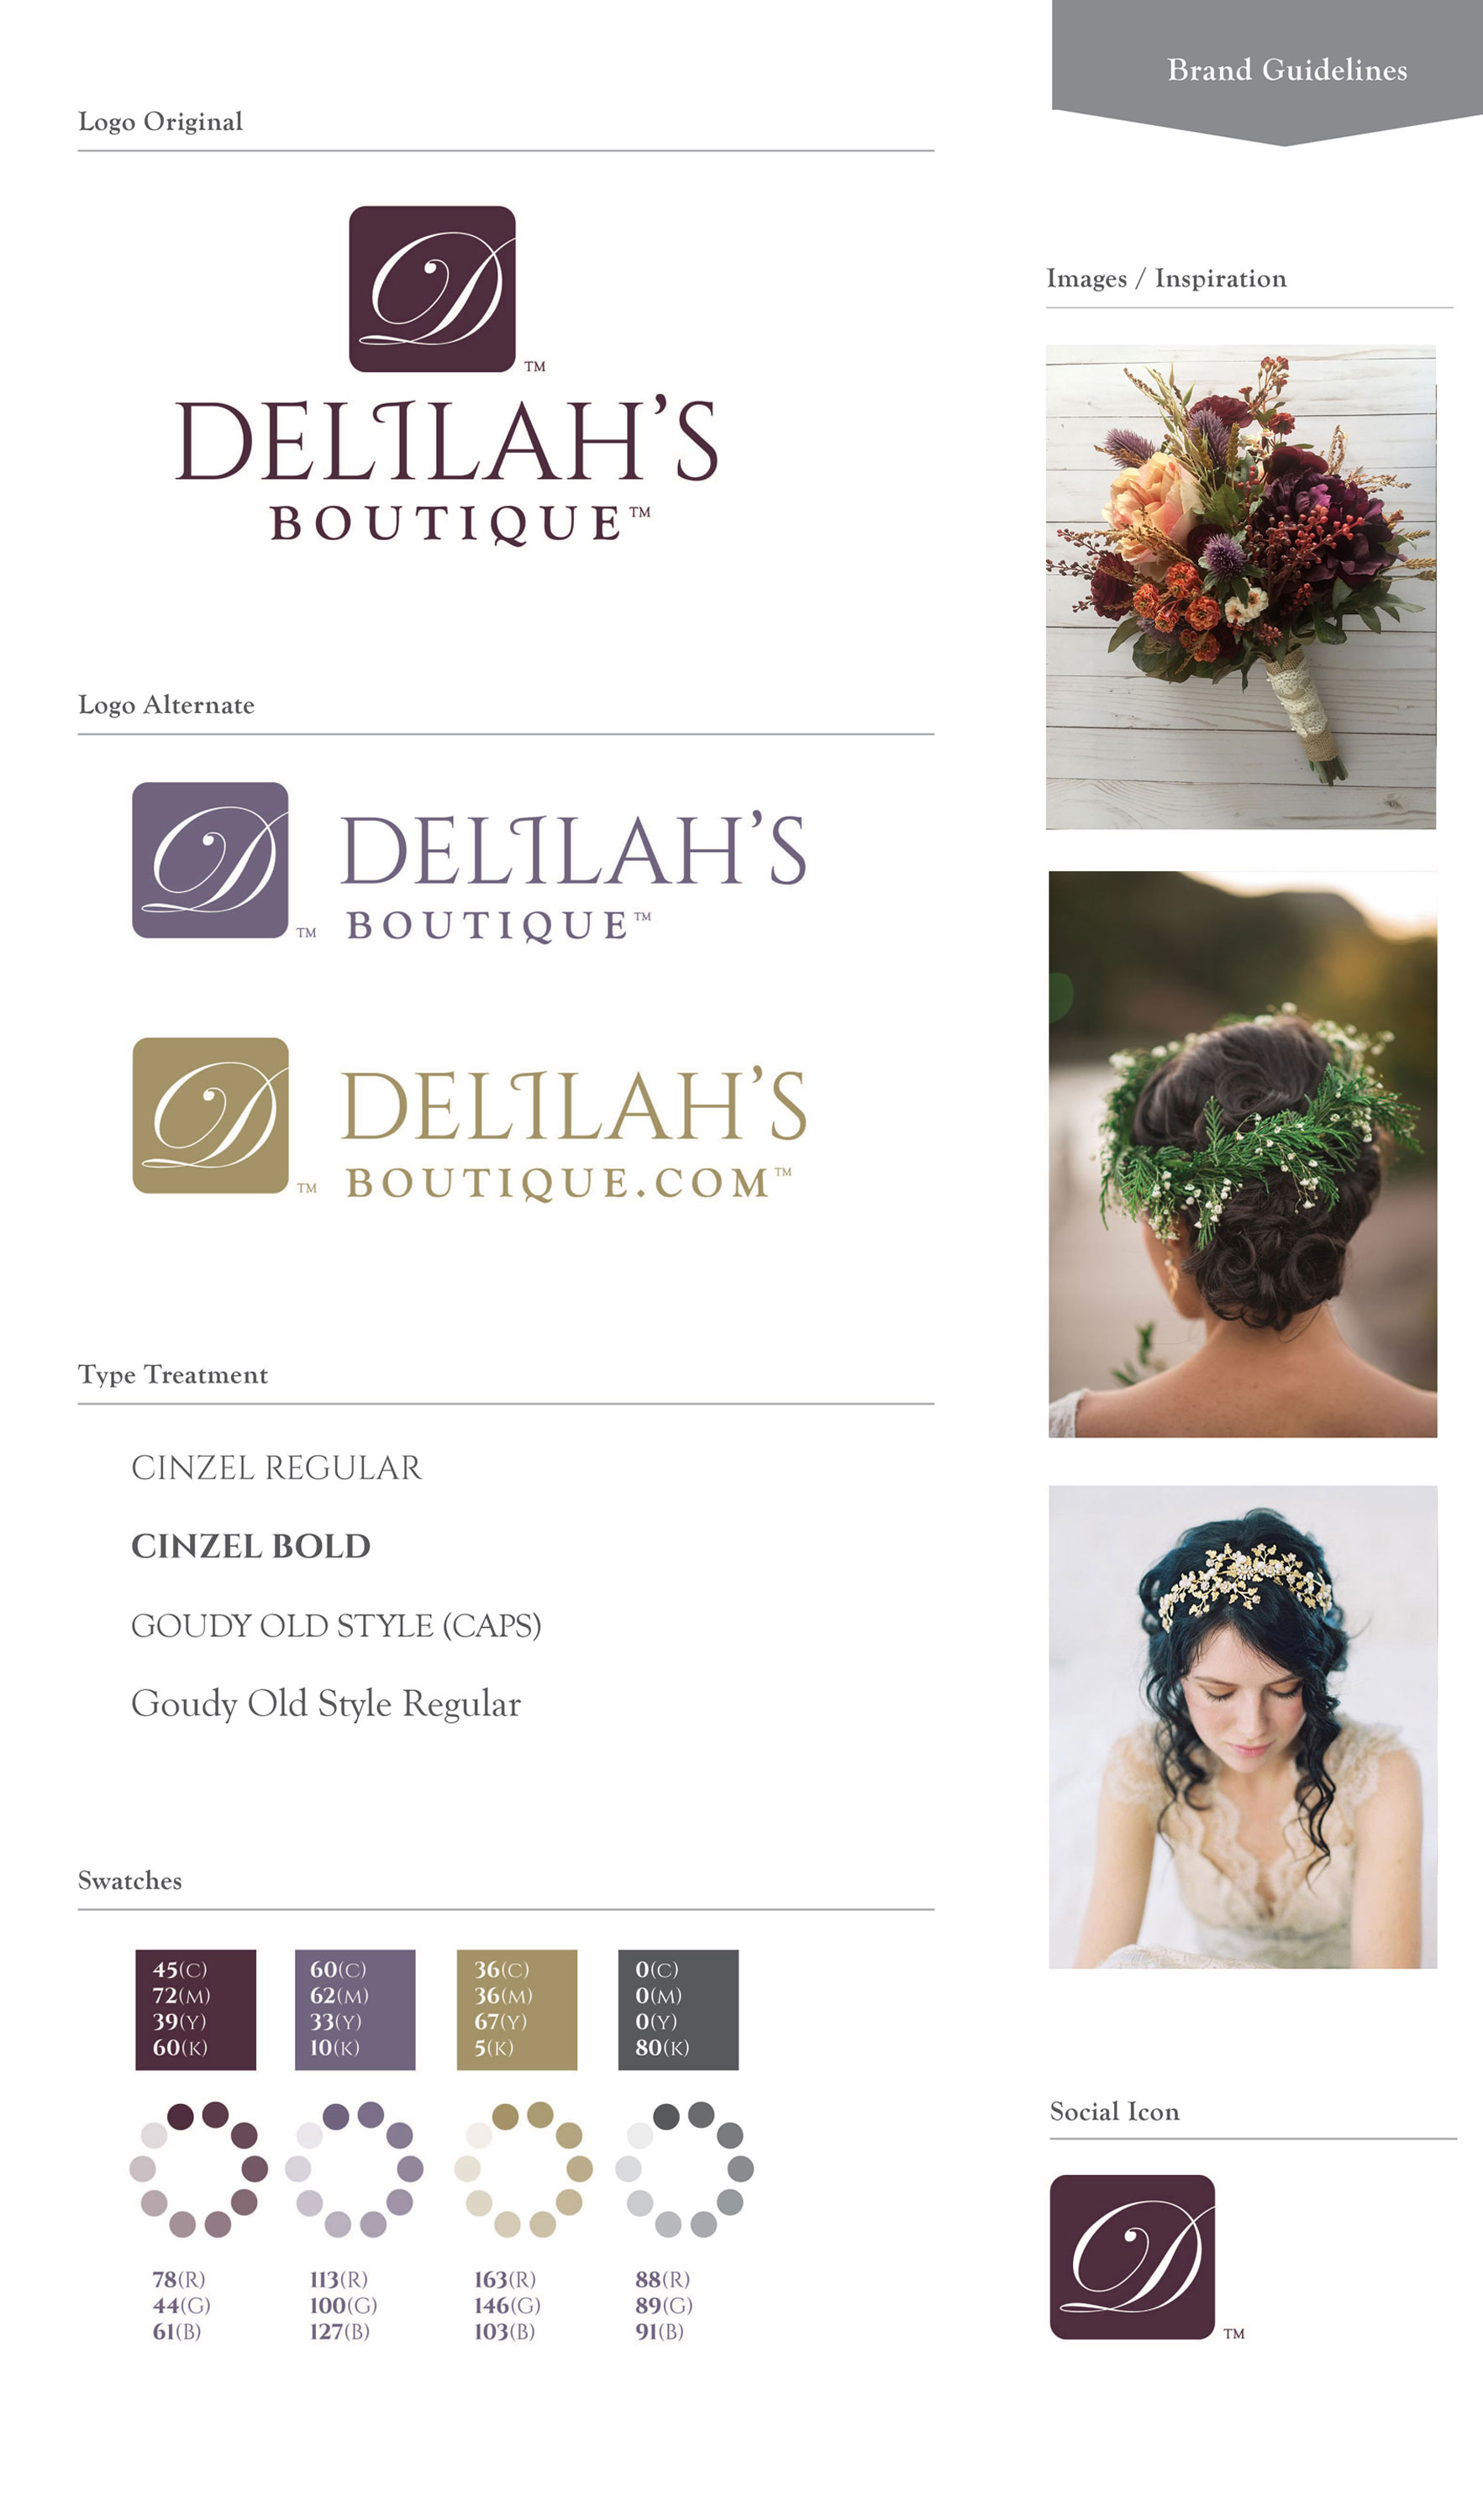 Brand Guidelines
Logo Original
D
TM
DELILAH'S
BOUTIQUE™
Logo Alternate
D
TM
DELILAH'S
BOUTIQUE™
D
TM
DELILAH'S
BOUTIQUE.COM™
Type Treatment
CINZEL REGULAR
CINZEL BOLD
GOUDY OLD STYLE (CAPS)
Goudy Old Style Regular
Swatches
45(C)
72(M)
39(Y)
60(K)
60(C)
62(M)
33(Y)
10(K)
36(C)
36(M)
67(Y)
5(K)
0(C)
0(M)
0(Y)
80(K)
78(R)
44(G)
61(B)
113(R)
100(G)
127(B)
163(R)
146(G)
103(B)
88(R)
89(G)
91(B)
Images / Inspiration
Social Icon
D
TM